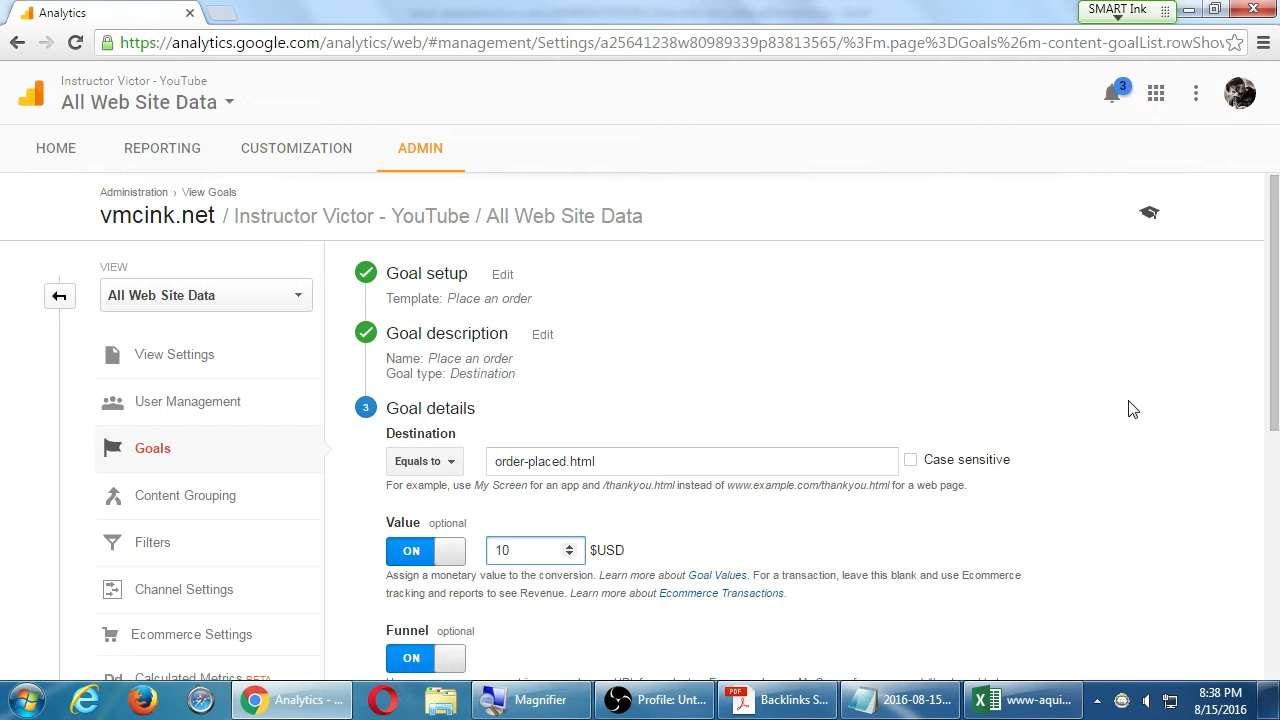 Analytics
SMART Ink
https://analytics.google.com/analytics/web/#management/Settings/a25641238w80989339p83813565/%3Fm.page%3DGoals%26m-content-goalList.rowShow
Instructor Victor - YouTube
All Web Site Data
3
HOME REPORTING CUSTOMIZATION ADMIN
Administration › View Goals
vmcink.net / Instructor Victor - YouTube / All Web Site Data
VIEW
All Web Site Data
View Settings
User Management
Goals
Content Grouping
Filters
Channel Settings
Ecommerce Settings
Dd Calculated Metrics BETA
Goal setup Edit
Template: Place an order
Goal description Edit
Name: Place an order
Goal type: Destination
3 Goal details
Destination
Equals to order-placed.html Case sensitive
For example, use My Screen for an app and /thankyou.html instead of www.example.com/thankyou.html for a web page.
Value optional
ON 10 $USD
Assign a monetary value to the conversion. Learn more about Goal Values. For a transaction, leave this blank and use Ecommerce
tracking and reports to see Revenue. Learn more about Ecommerce Transactions.
Funnel optional
ON
Analytics - ... Magnifier Profile: Unt... PDF Backlinks S... 2016-08-15... www-aqui...
8:38 PM
8/15/2016